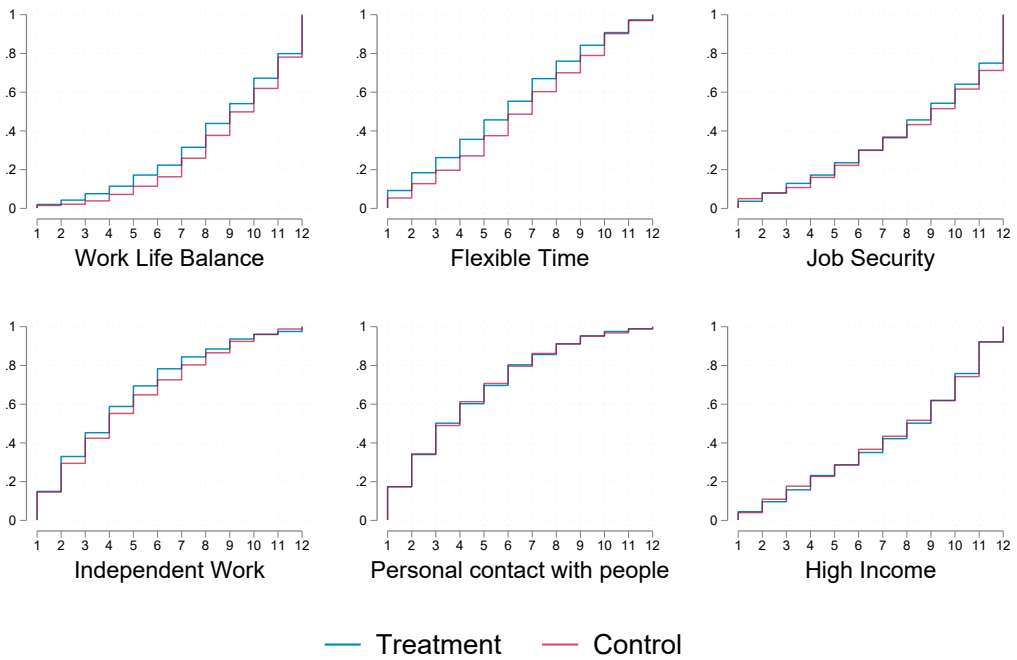 1
.8
.6
.4
.2
0
1 2 3 4 5 6 7 8 9 10 11 12
Work Life Balance
1
.8
.6
.4
.2
0
1 2 3 4 5 6 7 8 9 10 11 12
Flexible Time
1
.8
.6
.4
.2
0
1 2 3 4 5 6 7 8 9 10 11 12
Job Security
1
.8
.6
.4
.2
0
1 2 3 4 5 6 7 8 9 10 11 12
Independent Work
1
.8
.6
.4
.2
0
1 2 3 4 5 6 7 8 9 10 11 12
Personal contact with people
1
.8
.6
.4
.2
0
1 2 3 4 5 6 7 8 9 10 11 12
High Income
Treatment Control